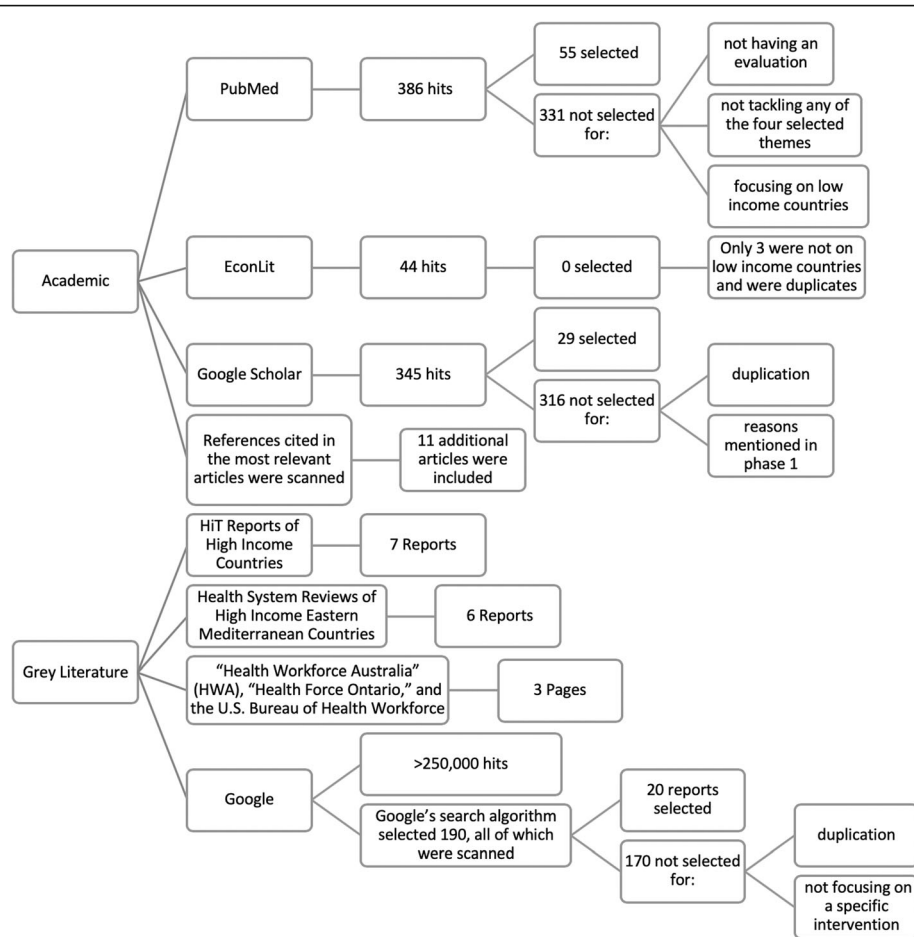 Academic
PubMed
386 hits
55 selected
331 not selected
for:
not having an
evaluation
not tackling any of
the four selected
themes
focusing on low
income countries
EconLit
44 hits
0 selected
Only 3 were not on
low income countries
and were duplicates
Google Scholar
345 hits
29 selected
316 not selected
for:
duplication
reasons
mentioned in
phase 1
References cited in
the most relevant
articles were scanned
11 additional
articles were
included
Grey Literature
HiT Reports of
High Income
Countries
7 Reports
Health System Reviews of
High Income Eastern
Mediterranean Countries
6 Reports
“Health Workforce Australia”
(HWA), “Health Force Ontario,” and
the U.S. Bureau of Health Workforce
3 Pages
Google
>250,000 hits
Google’s search algorithm
selected 190, all of which
were scanned
20 reports
selected
170 not selected
for:
duplication
not focusing on
a specific
intervention